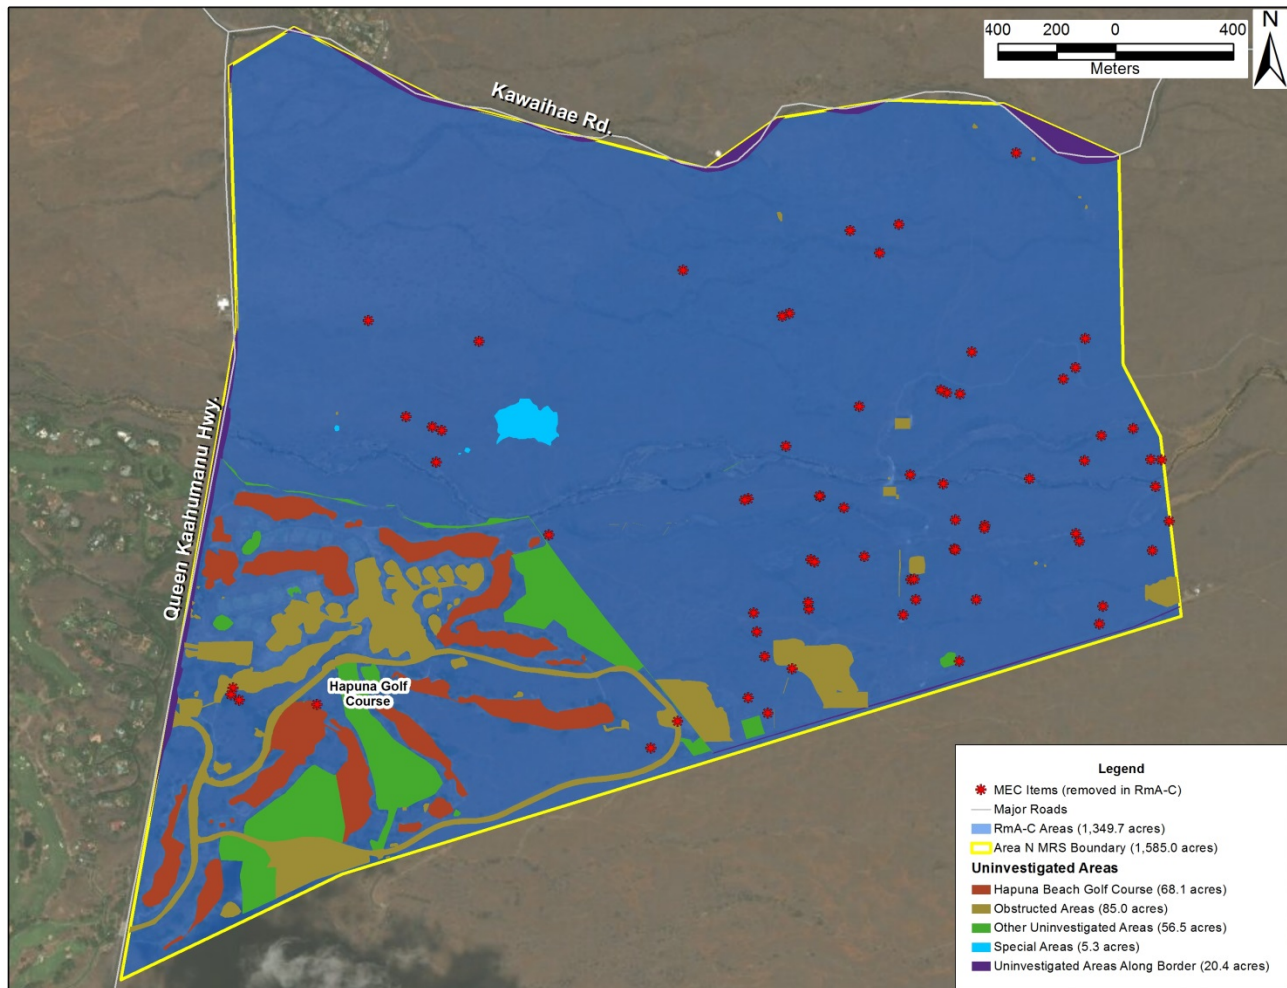 N
400 200 0 400
Meters
Kawaihae Rd.
Queen Kaahumanu Hwy.
Hapuna Golf
Course
Legend
MEC Items (removed in RmA-C)
Major Roads
RmA-C Areas (1,349.7 acres)
Area N MRS Boundary (1,585.0 acres)
Uninvestigated Areas
Hapuna Beach Golf Course (68.1 acres)
Obstructed Areas (85.0 acres)
Other Uninvestigated Areas (56.5 acres)
Special Areas (5.3 acres)
Uninvestigated Areas Along Border (20.4 acres)